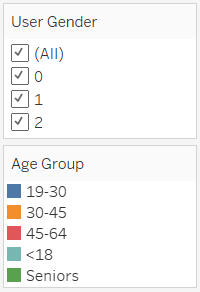 User Gender
(All)
0
1
2
Age Group
19-30
30-45
45-64
<18
Seniors